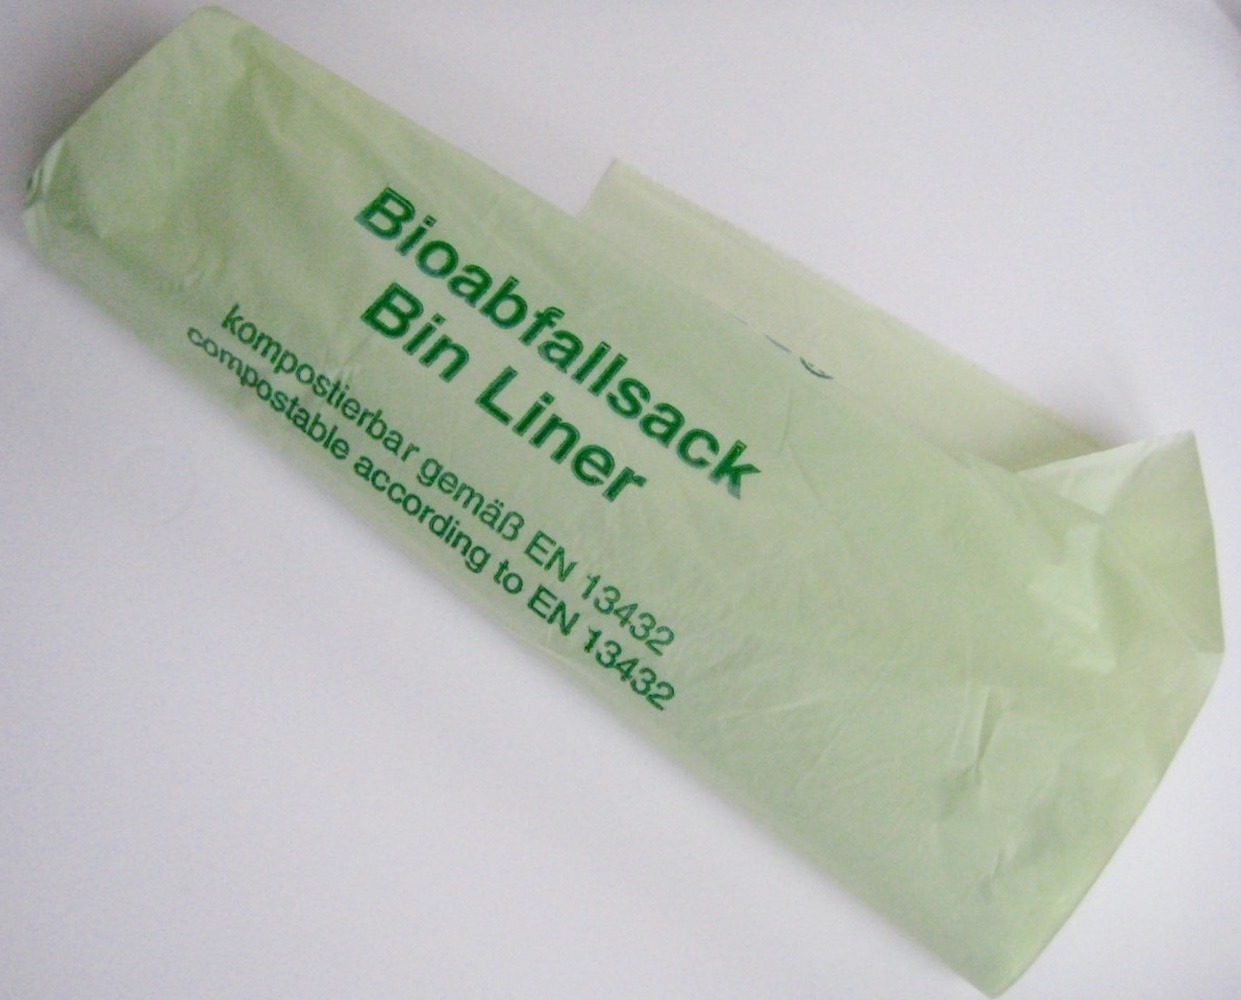 Bioabfallsack
Bin Liner
kompostierbar gemäß EN 13432
compostable according to EN 13432